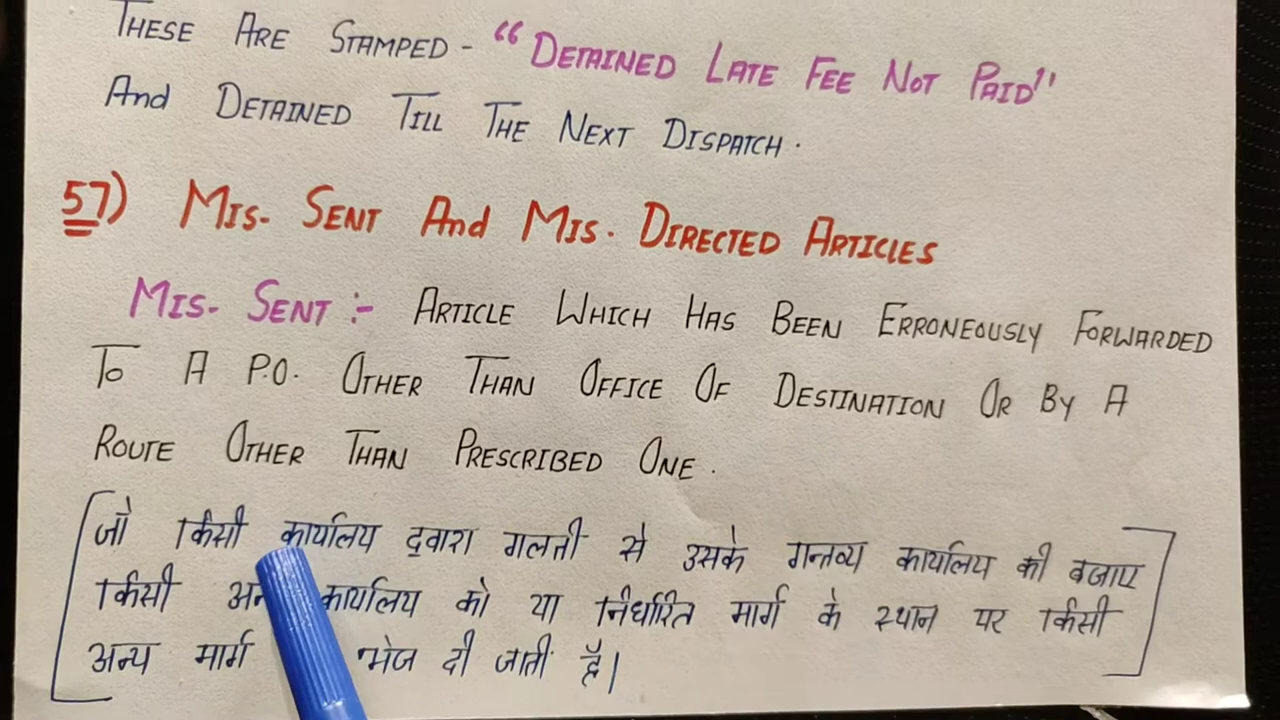 THESE ARE STAMPED - "DETAINED LATE FEE NOT PAID"
And DETAINED TILL THE NEXT DISPATCH.
57) MIS- SENT And MIS. DIRECTED ARTICLES
MIS- SENT :- ARTICLE WHICH HAS BEEN ERRONEOUSLY FORWARDED
TO A P.O. OTHER THAN OFFICE OF DESTINATION OR BY A
ROUTE OTHER THAN PRESCRIBED ONE.
[जो किसी कार्यालय द्वारा गलती से उसके गन्तव्य कार्यालय की बजाए
किसी कार्यालय को या निर्धारित मार्ग के स्थान पर किसी
अन्य मार्ग भेज दी जाती है।]